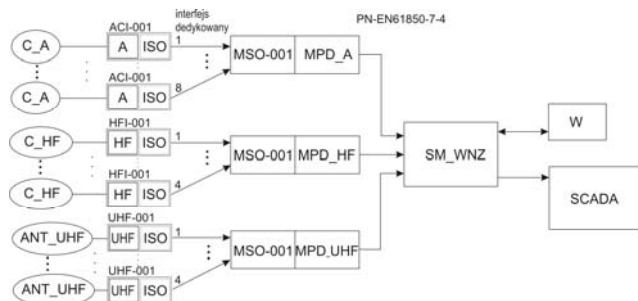 interfejs
dedykowany
PN-EN61850-7-4
ACI-001
C_A
A
ISO
1
MSO-001
MPD_A
ACI-001
C_A
A
ISO
8
HFI-001
C_HF
HF
ISO
1
MSO-001
MPD_HF
SM_WNZ
W
HFI-001
C_HF
HF
ISO
4
SCADA
UHF-001
ANT_UHF
UHF
ISO
1
MSO-001
MPD_UHF
UHF-001
ANT_UHF
UHF
ISO
4